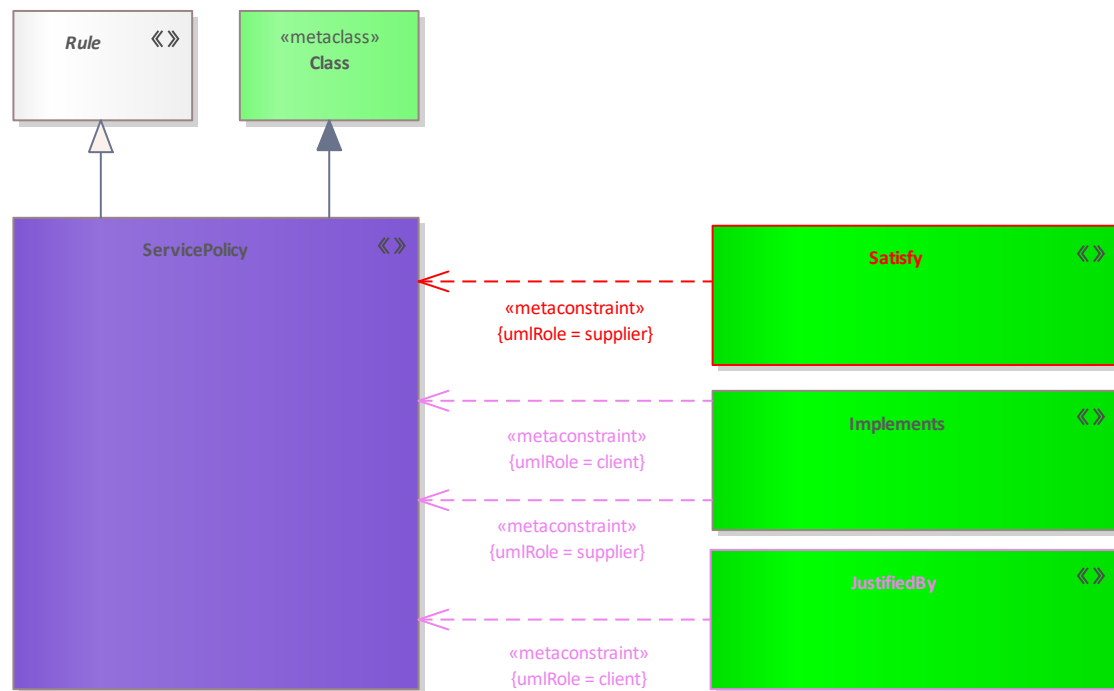 Rule
«»
«metaclass»
Class
ServicePolicy
«»
Satisfy
«»
«metaconstraint»
{umlRole = supplier}
Implements
«»
«metaconstraint»
{umlRole = client}
«metaconstraint»
{umlRole = supplier}
JustifiedBy
«»
«metaconstraint»
{umlRole = client}